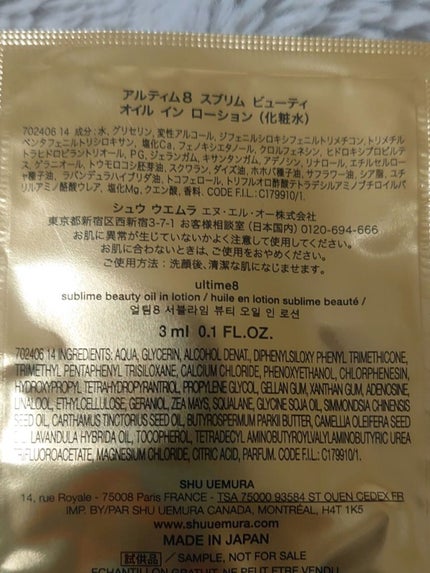 アルティム8 スブリム ビューティ
オイル イン ローション (化粧水)
702406 14 成分:水、グリセリン、変性アルコール、ジフェニルシロキシフェニルトリメチコン、トリメチル
ペンタフェニルトリシロキサン、塩化Ca、フェノキシエタノール、クロルフェネシン、ヒドロキシプロピルテ
トラヒドロピラントリオール、PG、ジェランガム、キサンタンガム、アデノシン、リナロール、エチルセルロー
ス、ゲラニオール、トウモロコシ胚芽油、スクワラン、ダイズ油、ホホバ種子油、サフラワー油、シア脂、ユチ
ャ種子油、ラバンデュラハイブリダ油、トコフェロール、トリフルオロ酢酸テトラデシルアミノブチロイルバ
リルアミノ酪酸ウレア、塩化Mg、クエン酸、香料. CODE F.I.L.: C179910/1.
シュウ ウエムラ エヌ・エル・オー株式会社
東京都新宿区西新宿3-7-1 お客様相談室 (日本国内) 0120-694-666
お肌に異常が生じていないかよく注意して使用してください。
お肌に合わないときは、ご使用をおやめください。
ご使用方法:洗顔後、清潔な肌になじませます。
ultime8
sublime beauty oil in lotion / huile en lotion sublime beauté /
얼팀8 서블라임 뷰티 오일 인 로션
3 ml 0.1 FL.OZ.
702406 14 INGREDIENTS: AQUA, GLYCERIN, ALCOHOL DENAT., DIPHENYLSILOXY PHENYL TRIMETHICONE,
TRIMETHYL PENTAPHENYL TRISILOXANE, CALCIUM CHLORIDE, PHENOXYETHANOL, CHLORPHENESIN,
HYDROXYPROPYL TETRAHYDROPYRANTRIOL, PROPYLENE GLYCOL, GELLAN GUM, XANTHAN GUM, ADENOSINE,
LINALOOL, ETHYLCELLULOSE, GERANIOL, ZEA MAYS, SQUALANE, GLYCINE SOJA OIL, SIMMONDSIA CHINENSIS
SEED OIL, CARTHAMUS TINCTORIUS SEED OIL, BUTYROSPERMUM PARKII BUTTER, CAMELLIA OLEIFERA SEED
OIL, LAVANDULA HYBRIDA OIL, TOCOPHEROL, TETRADECYL AMINOBUTYROYLVALYLAMINOBUTYRIC UREA
TRIFLUOROACETATE, MAGNESIUM CHLORIDE, CITRIC ACID, PARFUM. CODE F.I.L.: C179910/1.
SHU UEMURA
14, rue Royale - 75008 Paris FRANCE - TSA 75000 93584 ST OUEN CEDEX FR
IMP. BY/PAR SHU UEMURA CANADA, MONTRÉAL, H4T 1K5
www.shuuemura.com
MADE IN JAPAN
試供品 / SAMPLE, NOT FOR SALE
ECHANTILLON GRATUIT, NE PEUT ETRE VENDU